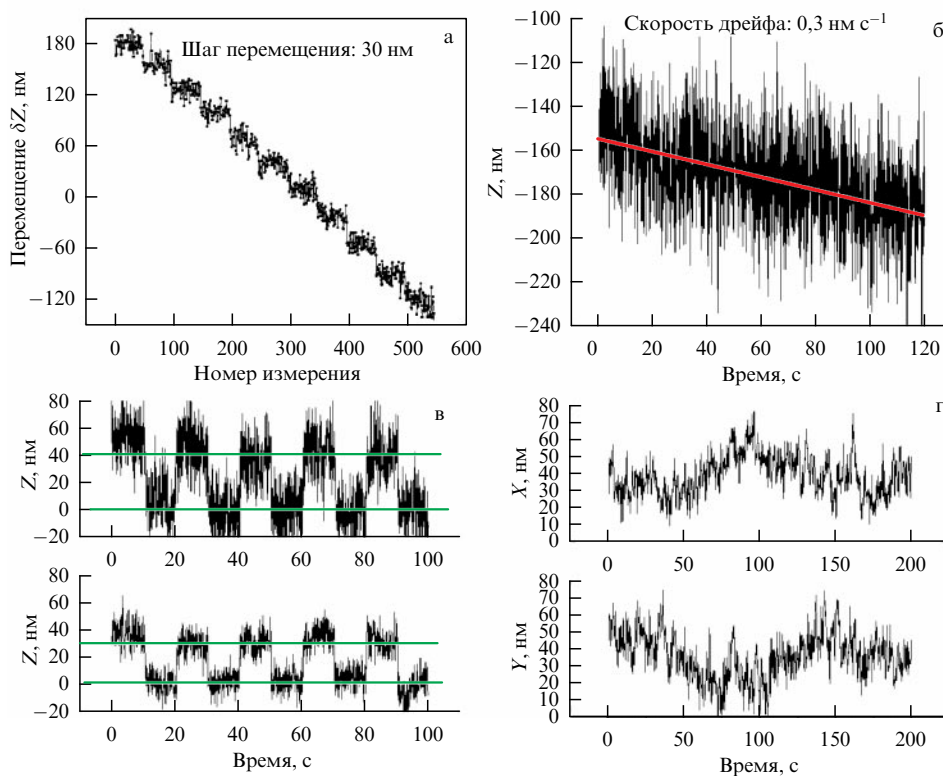 а
Шаг перемещения: 30 нм
Перемещение δZ, нм
180
120
60
0
−60
−120
0 100 200 300 400 500 600
Номер измерения
б
Скорость дрейфа: 0,3 нм с⁻¹
Z, нм
−100
−120
−140
−160
−180
−200
−220
−240
0 20 40 60 80 100 120
Время, с
в
Z, нм
80
60
40
20
0
−20
0 20 40 60 80 100
Z, нм
80
60
40
20
0
−20
0 20 40 60 80 100
Время, с
г
X, нм
80
70
60
50
40
30
20
10
0
0 50 100 150 200
Y, нм
80
70
60
50
40
30
20
10
0
0 50 100 150 200
Время, с